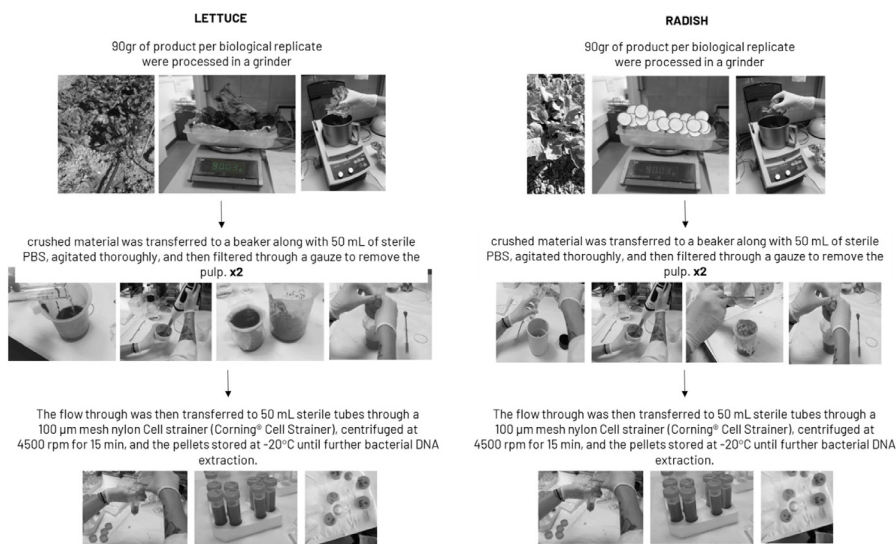 LETTUCE
90gr of product per biological replicate
were processed in a grinder
crushed material was transferred to a beaker along with 50 mL of sterile
PBS, agitated thoroughly, and then filtered through a gauze to remove the
pulp. x2
The flow through was then transferred to 50 mL sterile tubes through a
100 µm mesh nylon Cell strainer (Corning® Cell Strainer), centrifuged at
4500 rpm for 15 min, and the pellets stored at -20°C until further bacterial DNA
extraction.
RADISH
90gr of product per biological replicate
were processed in a grinder
crushed material was transferred to a beaker along with 50 mL of sterile
PBS, agitated thoroughly, and then filtered through a gauze to remove the
pulp. x2
The flow through was then transferred to 50 mL sterile tubes through a
100 µm mesh nylon Cell strainer (Corning® Cell Strainer), centrifuged at
4500 rpm for 15 min, and the pellets stored at -20°C until further bacterial DNA
extraction.